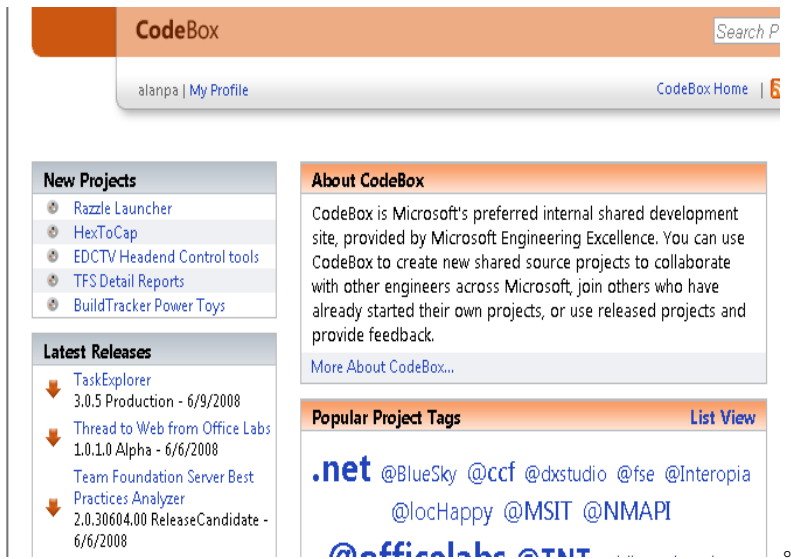 CodeBox
Search P
alanpa | My Profile
CodeBox Home |
New Projects
Razzle Launcher
HexToCap
EDCTV Headend Control tools
TFS Detail Reports
BuildTracker Power Toys
Latest Releases
TaskExplorer
3.0.5 Production - 6/9/2008
Thread to Web from Office Labs
1.0.1.0 Alpha - 6/6/2008
Team Foundation Server Best
Practices Analyzer
2.0.30604.00 ReleaseCandidate -
6/6/2008
About CodeBox
CodeBox is Microsoft's preferred internal shared development
site, provided by Microsoft Engineering Excellence. You can use
CodeBox to create new shared source projects to collaborate
with other engineers across Microsoft, join others who have
already started their own projects, or use released projects and
provide feedback.
More About CodeBox...
Popular Project Tags List View
.net @BlueSky @ccf @dxstudio @fse @Interopia
@locHappy @MSIT @NMAPI
@officelabs @TNT